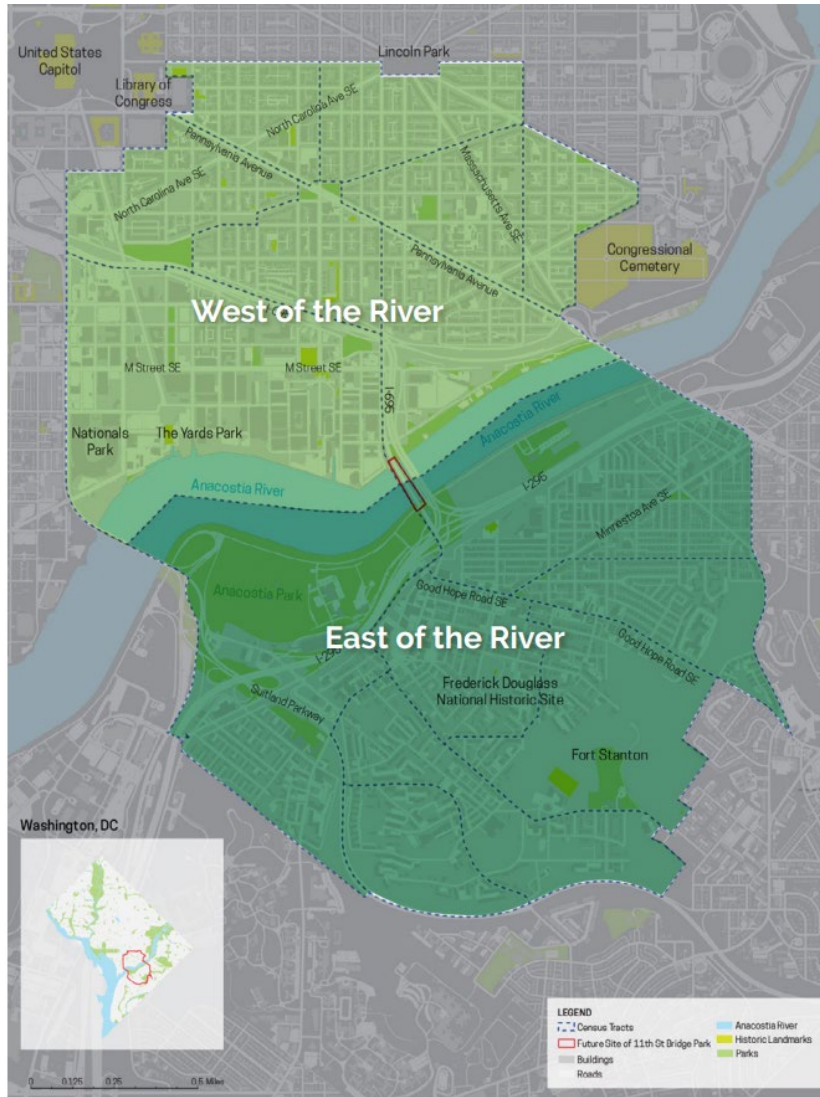 United States
Capitol
Lincoln Park
Library of
Congress
North Carolina Ave SE
Pennsylvania Avenue
North Carolina Ave SE
Massachusetts Ave SE
Pennsylvania Avenue
Congressional
Cemetery
West of the River
M Street SE
M Street SE
I-695
Nationals
Park
The Yards Park
Anacostia River
Anacostia River
I-295
Minnestoa Ave SE
Anacostia Park
Good Hope Road SE
East of the River
Good Hope Road SE
I-295
Suitland Parkway
Frederick Douglass
National Historic Site
Fort Stanton
Washington, DC
LEGEND
Census Tracts
Future Site of 11th St Bridge Park
Buildings
Roads
Anacostia River
Historic Landmarks
Parks
0 0.125 0.25 0.5 Miles